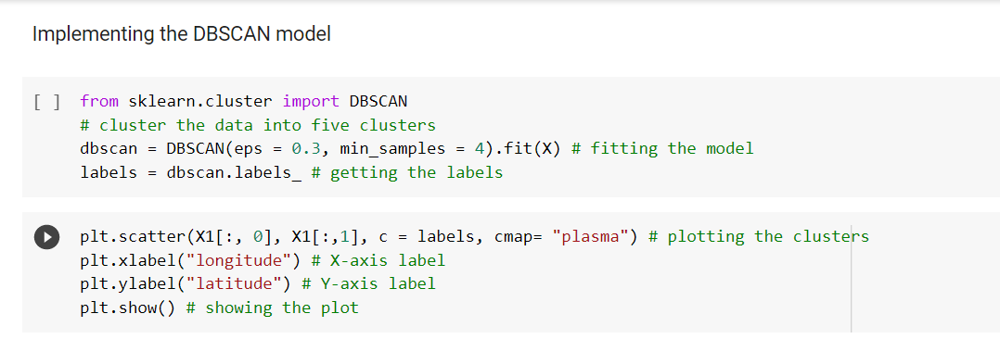 Implementing the DBSCAN model
[ ] from sklearn.cluster import DBSCAN
# cluster the data into five clusters
dbscan = DBSCAN(eps = 0.3, min_samples = 4).fit(X) # fitting the model
labels = dbscan.labels_ # getting the labels
plt.scatter(X1[:, 0], X1[:,1], c = labels, cmap= "plasma") # plotting the clusters
plt.xlabel("longitude") # X-axis label
plt.ylabel("latitude") # Y-axis label
plt.show() # showing the plot